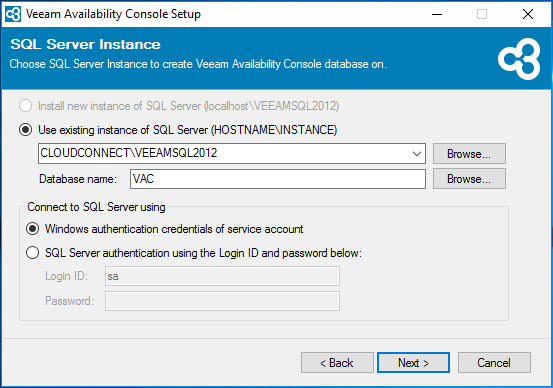 Veeam Availability Console Setup
SQL Server Instance
Choose SQL Server Instance to create Veeam Availability Console database on.
Install new instance of SQL Server (localhost\VEEAMSQL2012)
Use existing instance of SQL Server (HOSTNAME\INSTANCE)
CLOUDCONNECT\VEEAMSQL2012 Browse...
Database name: VAC Browse...
Connect to SQL Server using
Windows authentication credentials of service account
SQL Server authentication using the Login ID and password below:
Login ID: sa
Password:
< Back Next > Cancel